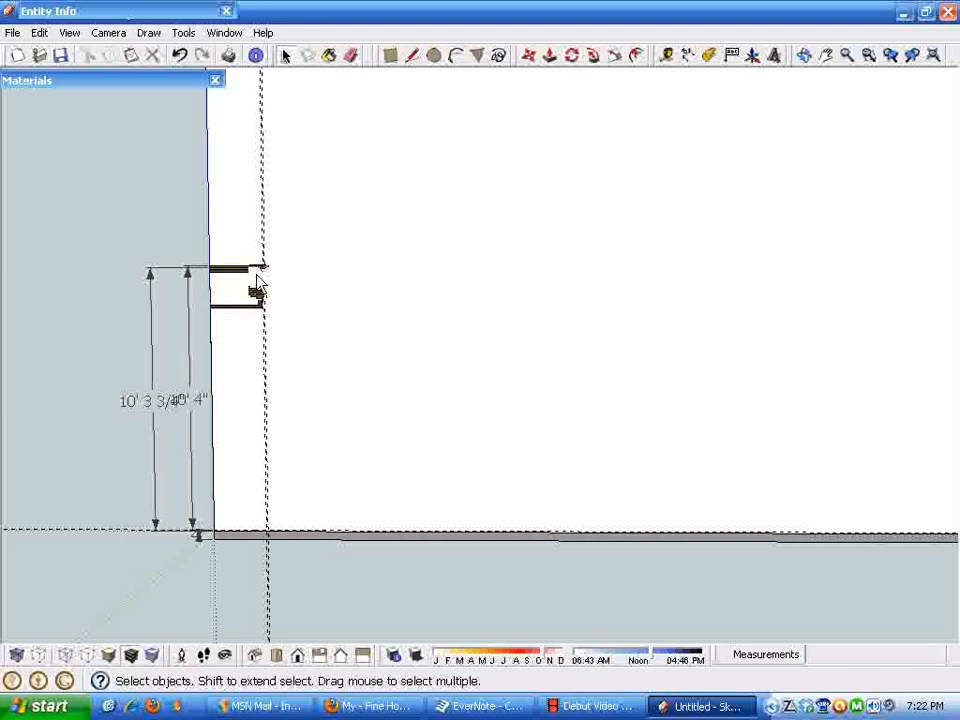 Entity Info
File Edit View Camera Draw Tools Window Help
Materials
10' 3 3/4"
10' 4"
J F M A M J J A S O N D 06:43 AM Noon 04:46 PM Measurements
Select objects. Shift to extend select. Drag mouse to select multiple.
start MSN Mail - In... My - Fine Ho... EverNote - C... Debut Video ... Untitled - Sk... 7:22 PM